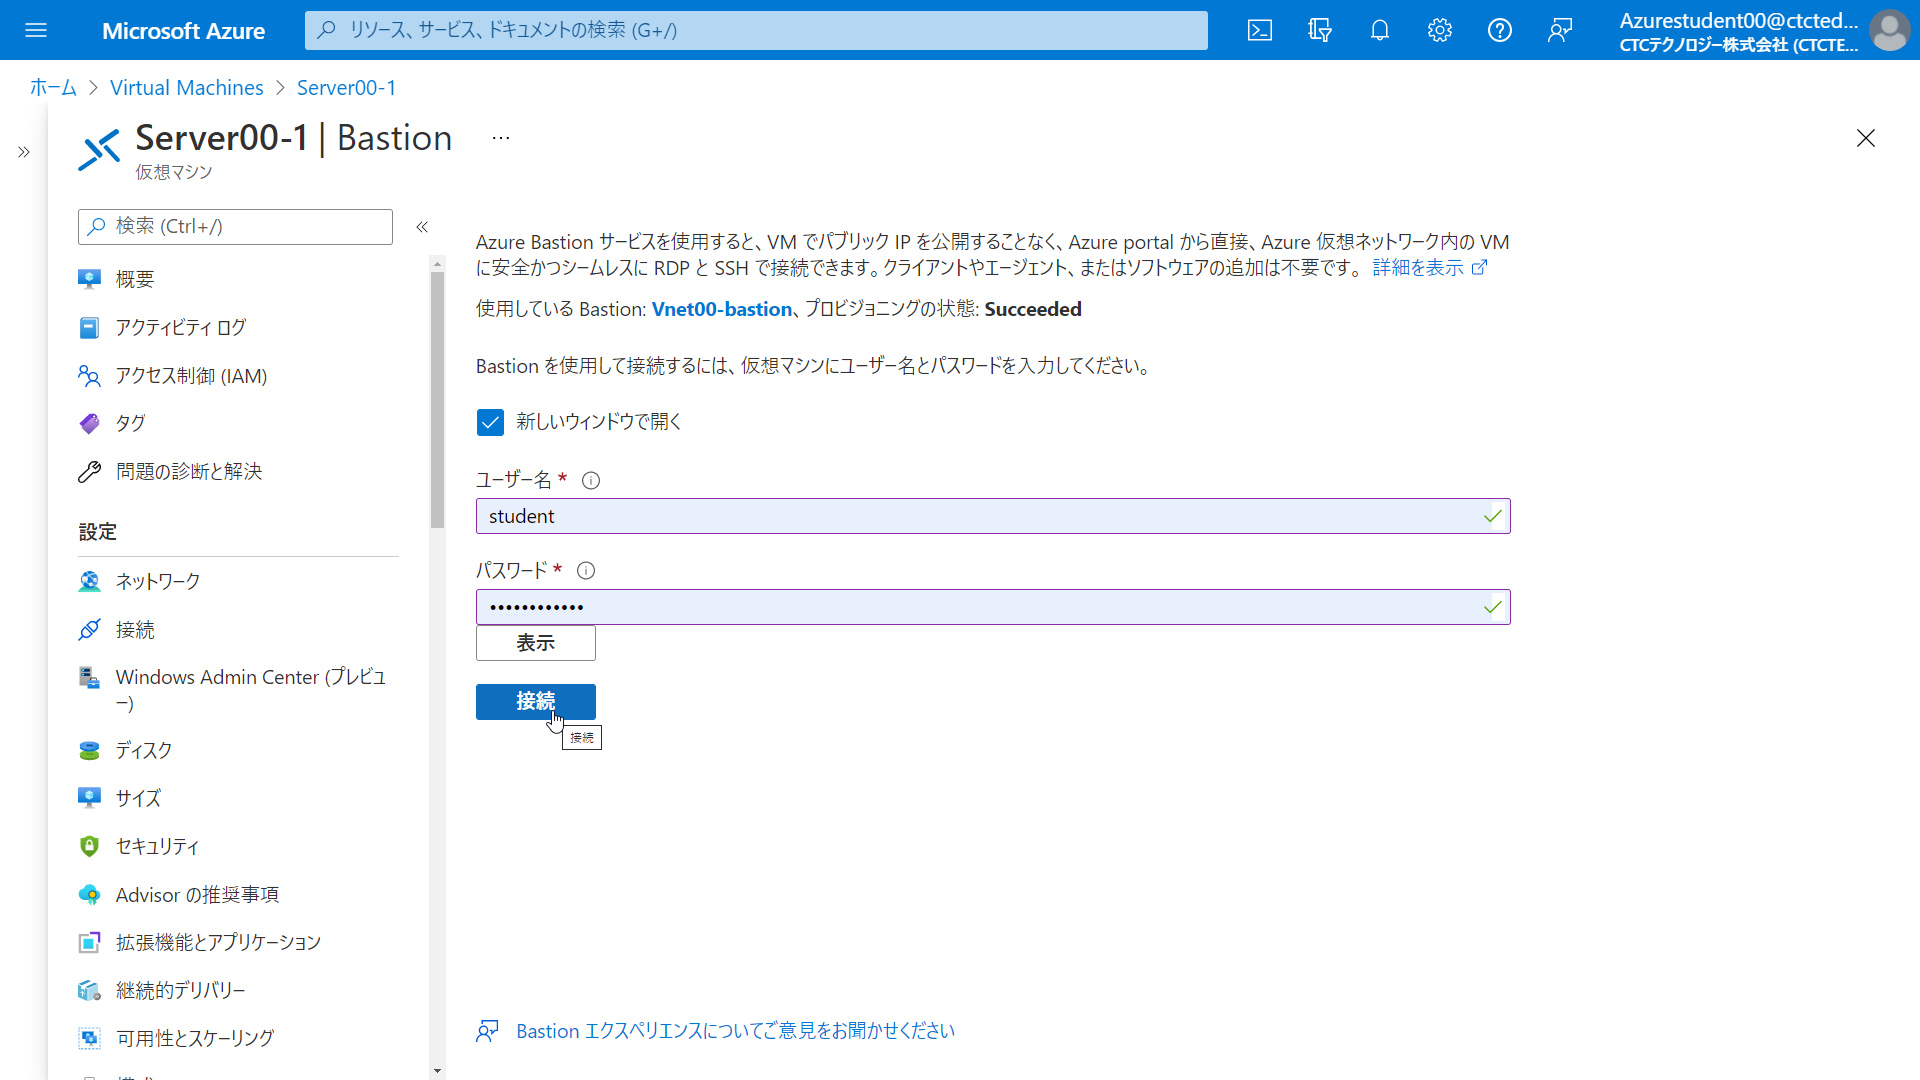 Microsoft Azure
リソース、サービス、ドキュメントの検索 (G+/)
Azurestudent00@ctcted...
CTCテクノロジー株式会社 (CTCTE...
ホーム > Virtual Machines > Server00-1
Server00-1 | Bastion ...
仮想マシン
検索 (Ctrl+/)
概要
アクティビティ ログ
アクセス制御 (IAM)
タグ
問題の診断と解決
設定
ネットワーク
接続
Windows Admin Center (プレビュ
ー)
ディスク
サイズ
セキュリティ
Advisor の推奨事項
拡張機能とアプリケーション
継続的デリバリー
可用性とスケーリング
Azure Bastion サービスを使用すると、VM でパブリック IP を公開することなく、Azure portal から直接、Azure 仮想ネットワーク内の VM
に安全かつシームレスに RDP と SSH で接続できます。クライアントやエージェント、またはソフトウェアの追加は不要です。 詳細を表示
使用している Bastion: Vnet00-bastion、プロビジョニングの状態: Succeeded
Bastion を使用して接続するには、仮想マシンにユーザー名とパスワードを入力してください。
新しいウィンドウで開く
ユーザー名 *
student
パスワード *
••••••••••••
表示
接続
接続
Bastion エクスペリエンスについてご意見をお聞かせください